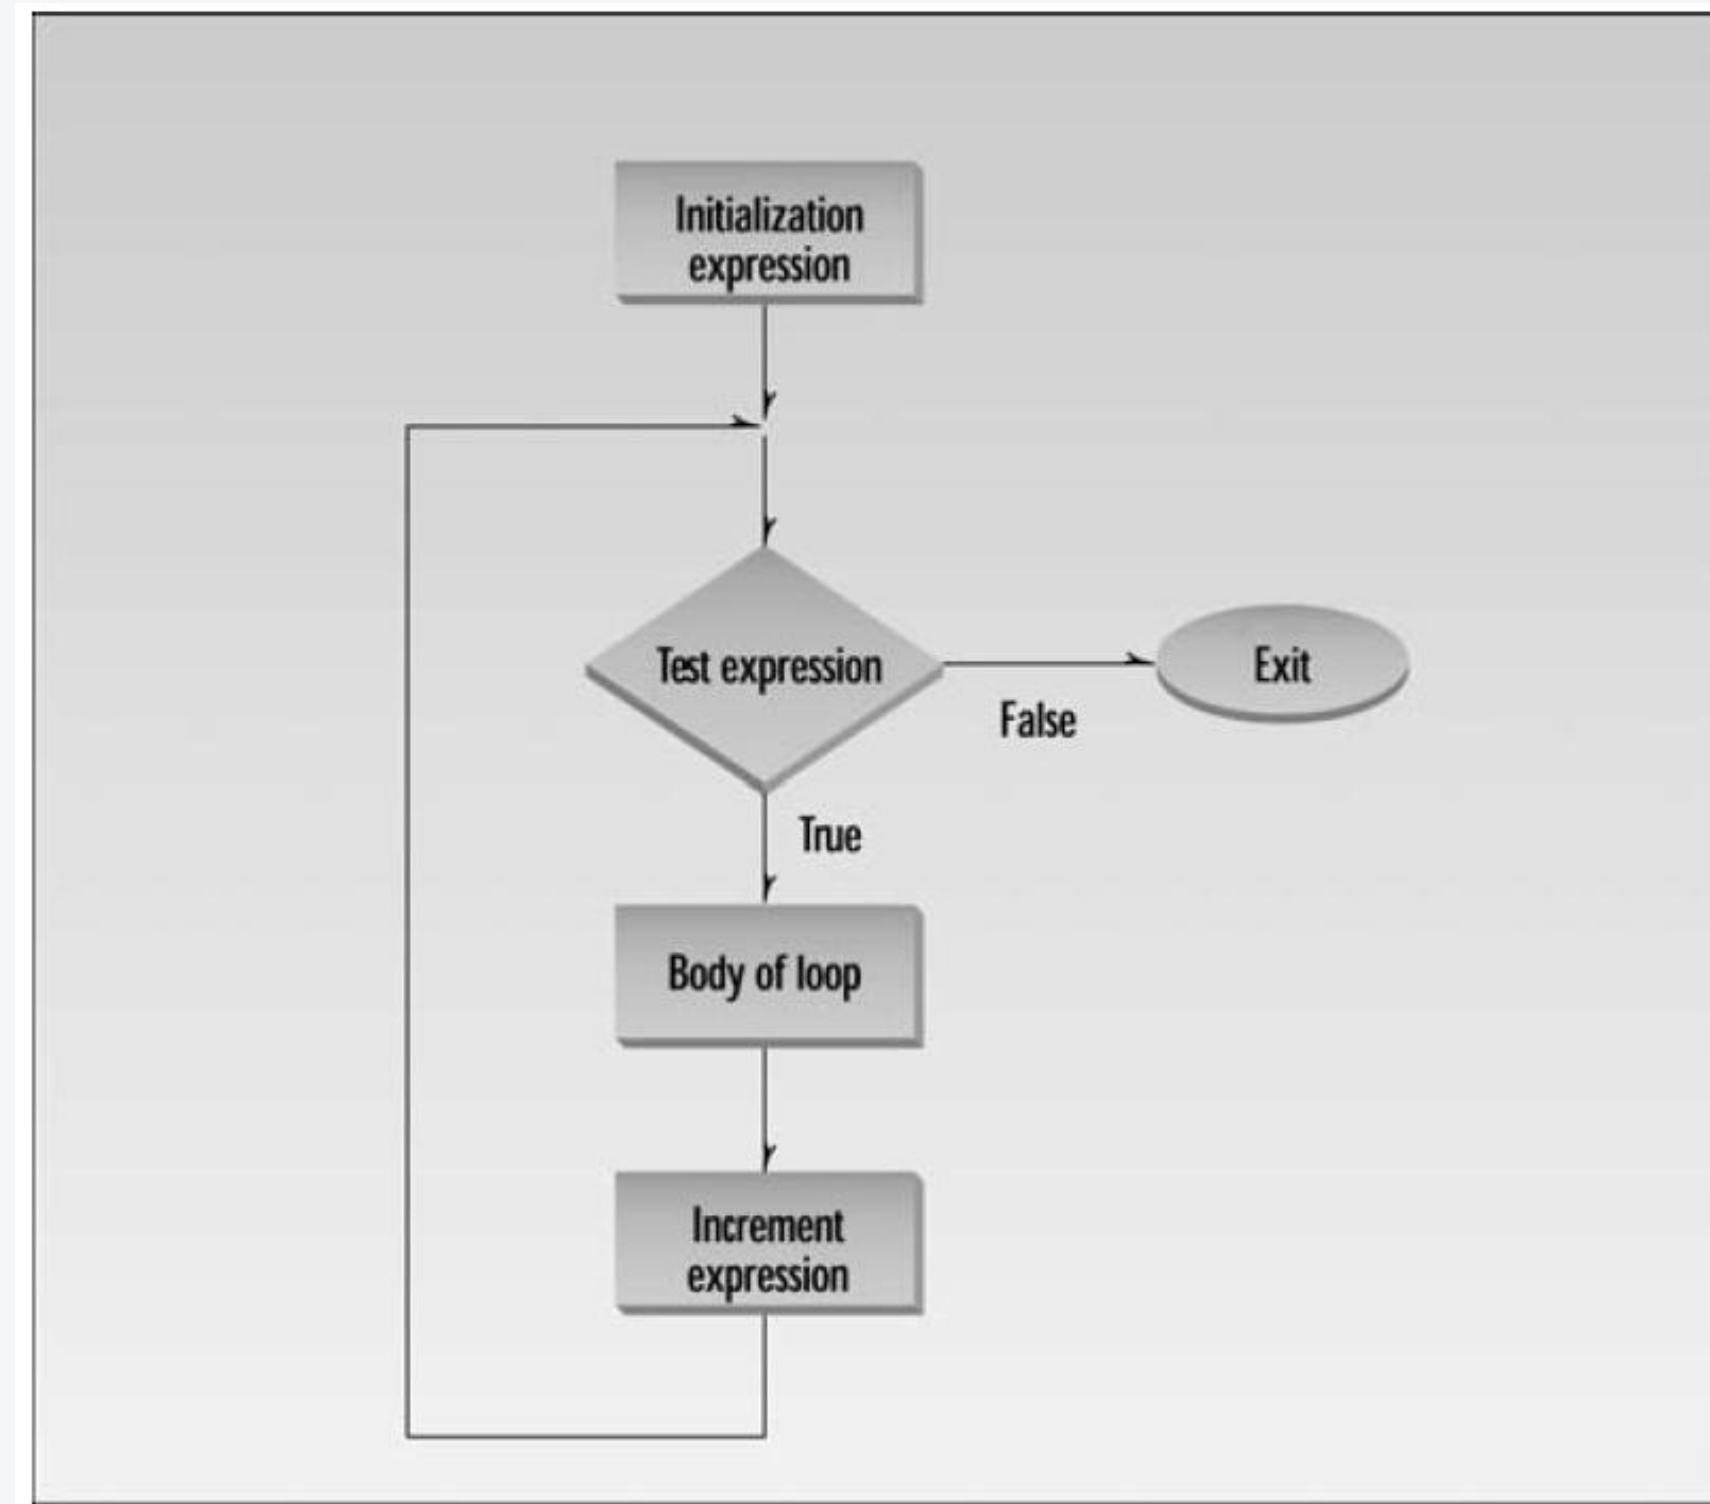 Initialization
expression
Test expression
Exit
False
True
Body of loop
Increment
expression